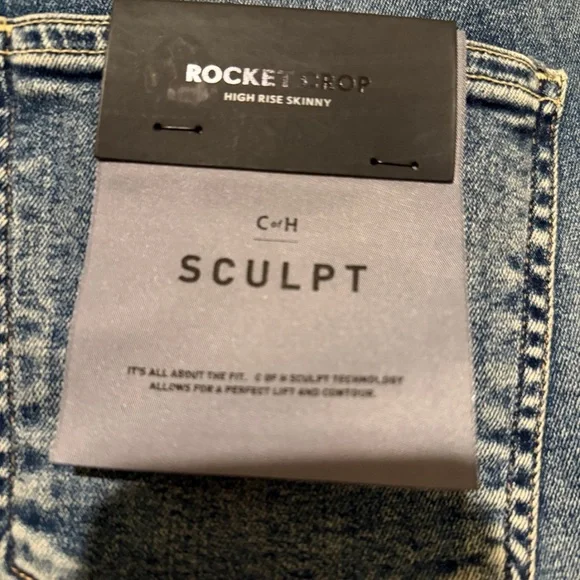 ROCKET CROP
HIGH RISE SKINNY
C of H
SCULPT
IT'S ALL ABOUT THE FIT. C OF H SCULPT TECHNOLOGY
ALLOWS FOR A PERFECT LIFT AND CONTOUR.